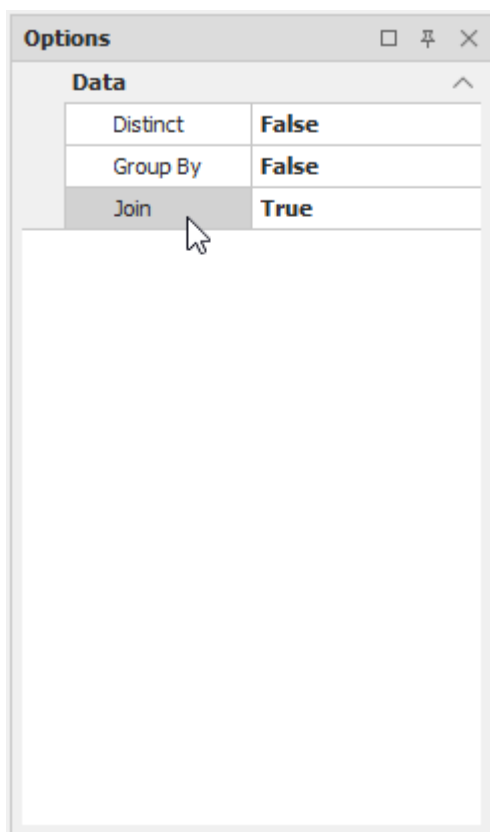 Options
Data
Distinct False
Group By False
Join True